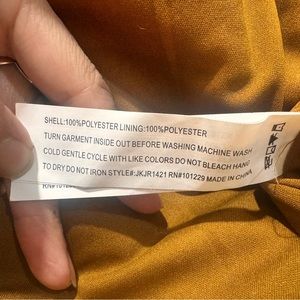 SHELL:100%POLYESTER LINING:100%POLYESTER
TURN GARMENT INSIDE OUT BEFORE WASHING MACHINE WASH
COLD GENTLE CYCLE WITH LIKE COLORS DO NOT BLEACH HANG
TO DRY DO NOT IRON STYLE#:JKJR1421 RN#101229 MADE IN CHINA